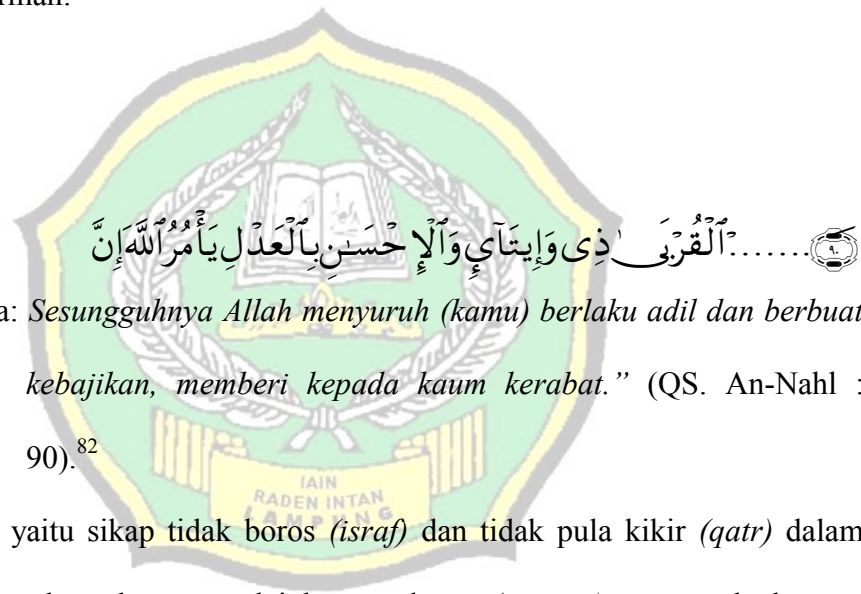 ۝٩٠.......ٱلْقُرْبَىٰ ذِى وَإِيتَآيِٕ وَٱلْإِحْسَـٰنِ بِٱلْعَدْلِ يَأْمُرُ ٱللَّهَ إِنَّ
a: Sesungguhnya Allah menyuruh (kamu) berlaku adil dan berbuat
kebajikan, memberi kepada kaum kerabat.” (QS. An-Nahl :
90).82
IAIN
RADEN INTAN
LAMPUNG
yaitu sikap tidak boros (israf) dan tidak pula kikir (qatr) dalam